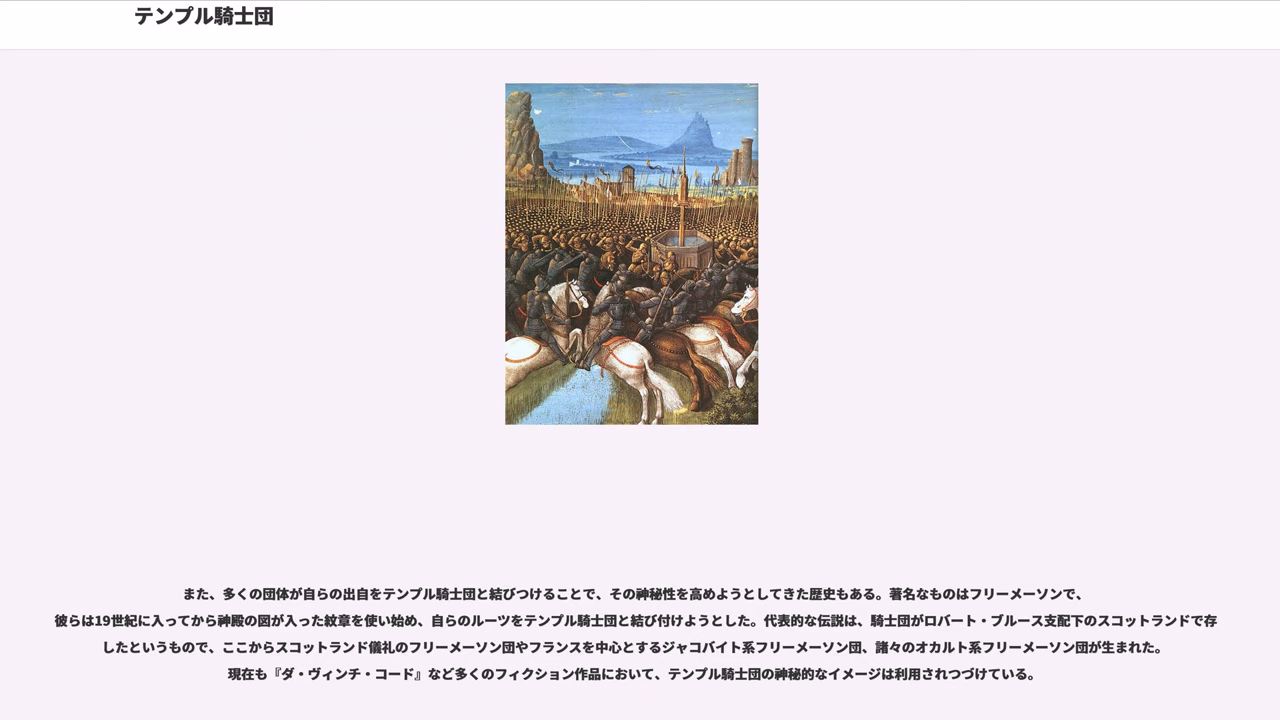 テンプル騎士団
また、多くの団体が自らの出自をテンプル騎士団と結びつけることで、その神秘性を高めようとしてきた歴史もある。著名なものはフリーメーソンで、
彼らは19世紀に入ってから神殿の図が入った紋章を使い始め、自らのルーツをテンプル騎士団と結び付けようとした。代表的な伝説は、騎士団がロバート・ブルース支配下のスコットランドで存
したというもので、ここからスコットランド儀礼のフリーメーソン団やフランスを中心とするジャコバイト系フリーメーソン団、諸々のオカルト系フリーメーソン団が生まれた。
現在も『ダ・ヴィンチ・コード』など多くのフィクション作品において、テンプル騎士団の神秘的なイメージは利用されつづけている。